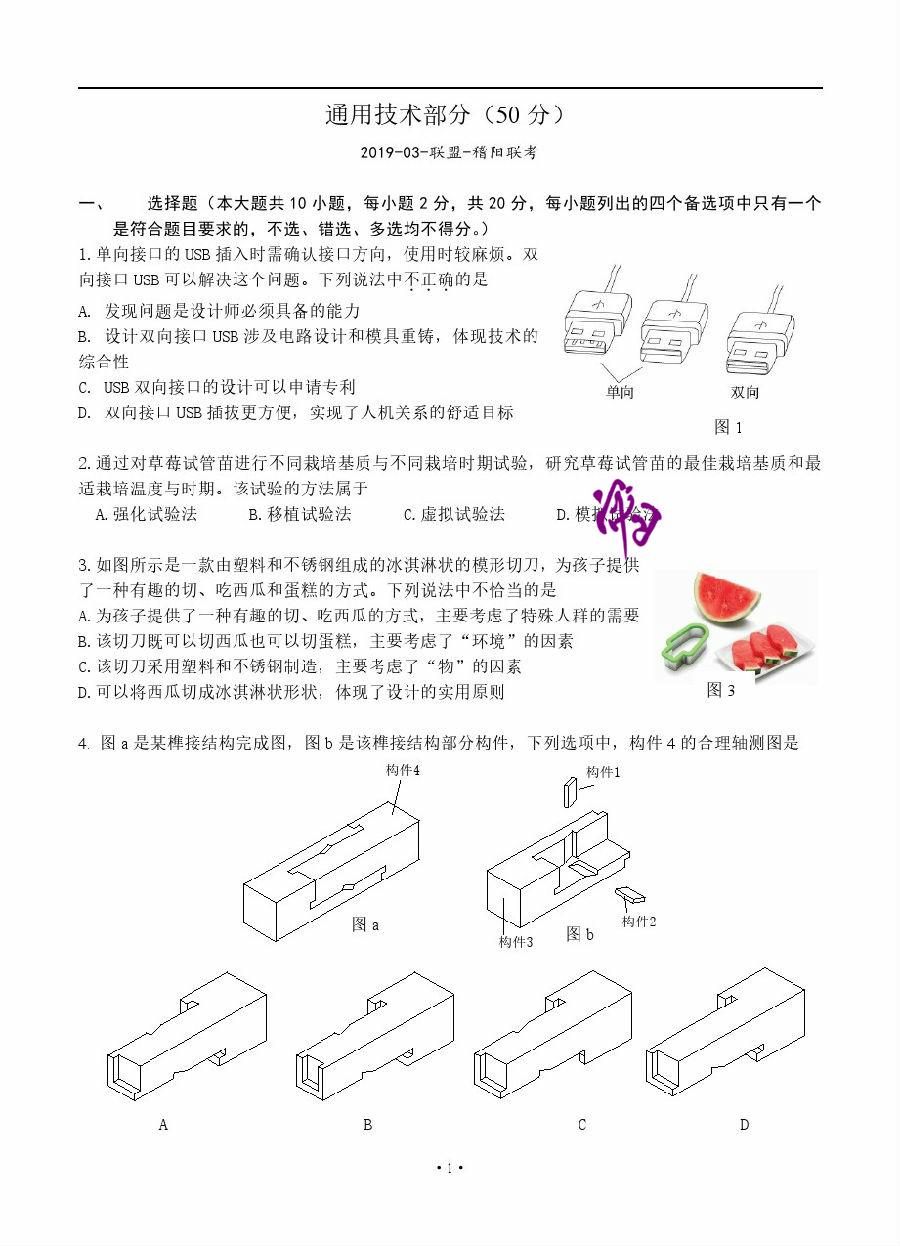 通用技术部分（50 分）
2019-03-联盟-稽阳联考
一、 选择题（本大题共 10 小题，每小题 2 分，共 20 分，每小题列出的四个备选项中只有一个
是符合题目要求的，不选、错选、多选均不得分。）
1.单向接口的 USB 插入时需确认接口方向，使用时较麻烦。双
向接口 USB 可以解决这个问题。下列说法中不正确的是
A. 发现问题是设计师必须具备的能力
B. 设计双向接口 USB 涉及电路设计和模具重铸，体现技术的
综合性
C. USB 双向接口的设计可以申请专利
D. 双向接口 USB 插拔更方便，实现了人机关系的舒适目标
单向
双向
图 1
2.通过对草莓试管苗进行不同栽培基质与不同栽培时期试验，研究草莓试管苗的最佳栽培基质和最
适栽培温度与时期。该试验的方法属于
A.强化试验法 B.移植试验法 C.虚拟试验法 D.模拟试验法
3.如图所示是一款由塑料和不锈钢组成的冰淇淋状的模形切刀，为孩子提供
了一种有趣的切、吃西瓜和蛋糕的方式。下列说法中不恰当的是
A.为孩子提供了一种有趣的切、吃西瓜的方式，主要考虑了特殊人群的需要
B.该切刀既可以切西瓜也可以切蛋糕，主要考虑了“环境”的因素
C.该切刀采用塑料和不锈钢制造，主要考虑了“物”的因素
D.可以将西瓜切成冰淇淋状形状，体现了设计的实用原则
图 3
4. 图 a 是某榫接结构完成图，图 b 是该榫接结构部分构件，下列选项中，构件 4 的合理轴测图是
构件4
构件1
图 a
构件3
图 b
构件2
A B C D
·1·